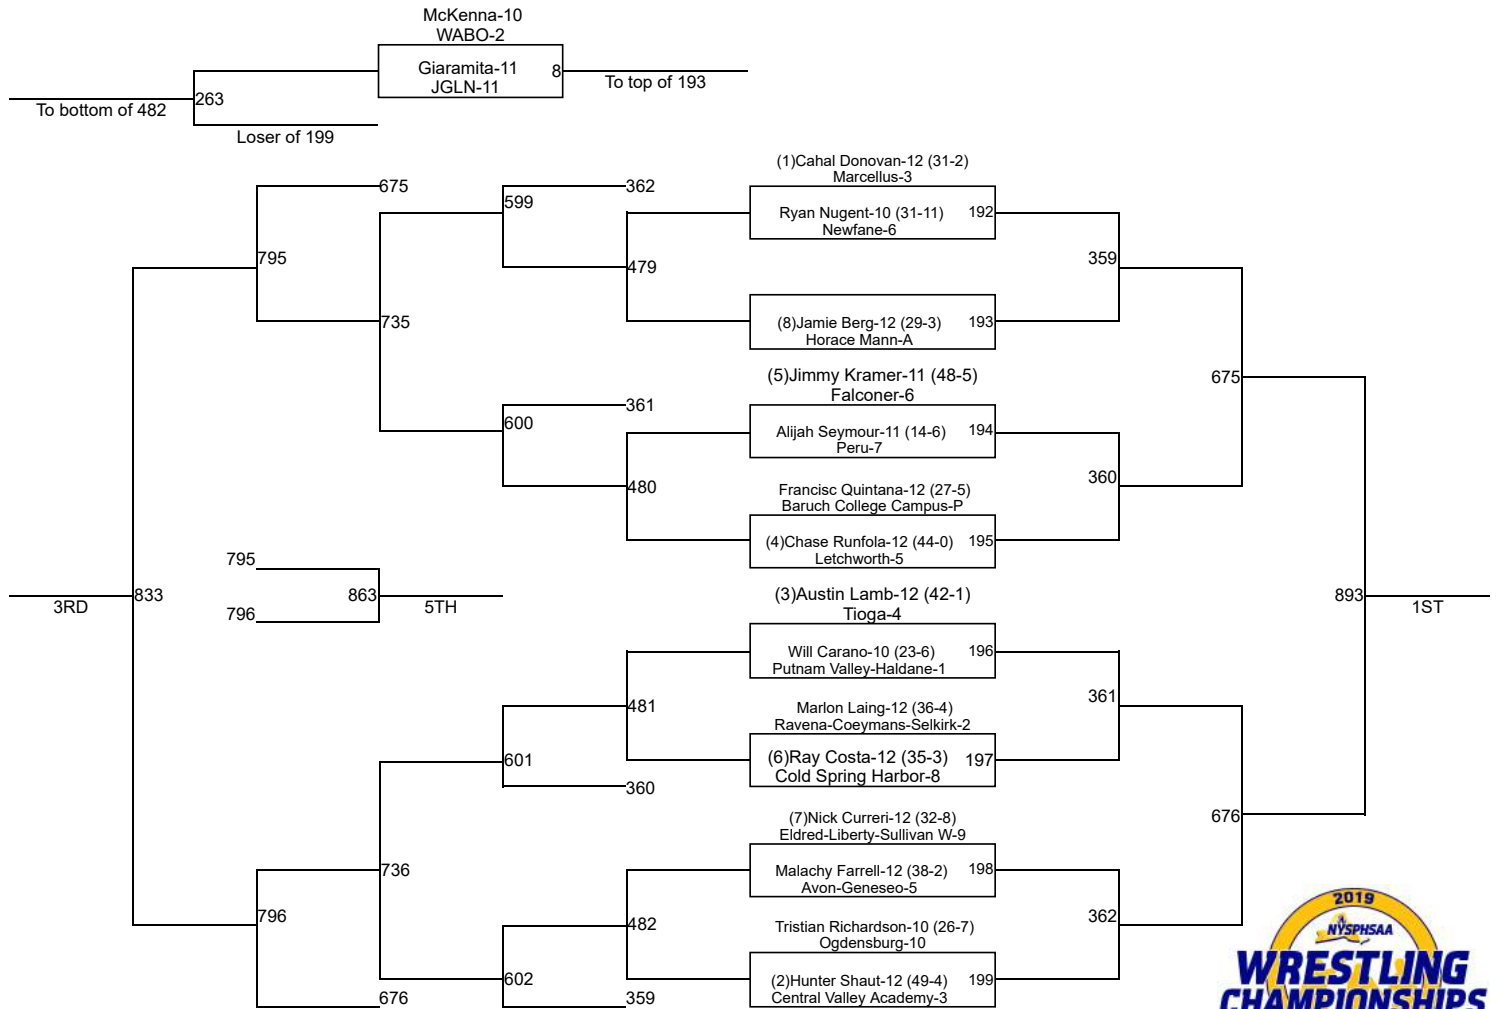 McKenna-10
WABO-2
Giaramita-11
JGLN-11
8
To top of 193
263
To bottom of 482
Loser of 199
(1)Cahal Donovan-12 (31-2)
Marcellus-3
675
362
599
Ryan Nugent-10 (31-11)
192
Newfane-6
795
479
359
735
(8)Jamie Berg-12 (29-3)
193
Horace Mann-A
(5)Jimmy Kramer-11 (48-5)
Falconer-6
675
361
600
Alijah Seymour-11 (14-6)
194
Peru-7
480
360
Francisc Quintana-12 (27-5)
Baruch College Campus-P
(4)Chase Runfola-12 (44-0)
195
Letchworth-5
795
3RD
833
863
5TH
796
(3)Austin Lamb-12 (42-1)
Tioga-4
893
1ST
Will Carano-10 (23-6)
196
Putnam Valley-Haldane-1
481
361
Marlon Laing-12 (36-4)
Ravena-Coeymans-Selkirk-2
601
(6)Ray Costa-12 (35-3)
197
Cold Spring Harbor-8
360
676
(7)Nick Curreri-12 (32-8)
Eldred-Liberty-Sullivan W-9
736
Malachy Farrell-12 (38-2)
198
Avon-Geneseo-5
796
482
362
Tristian Richardson-10 (26-7)
Ogdensburg-10
602
(2)Hunter Shaut-12 (49-4)
199
Central Valley Academy-3
676
359
2019
NYSPHSAA
WRESTLING
CHAMPIONSHIPS